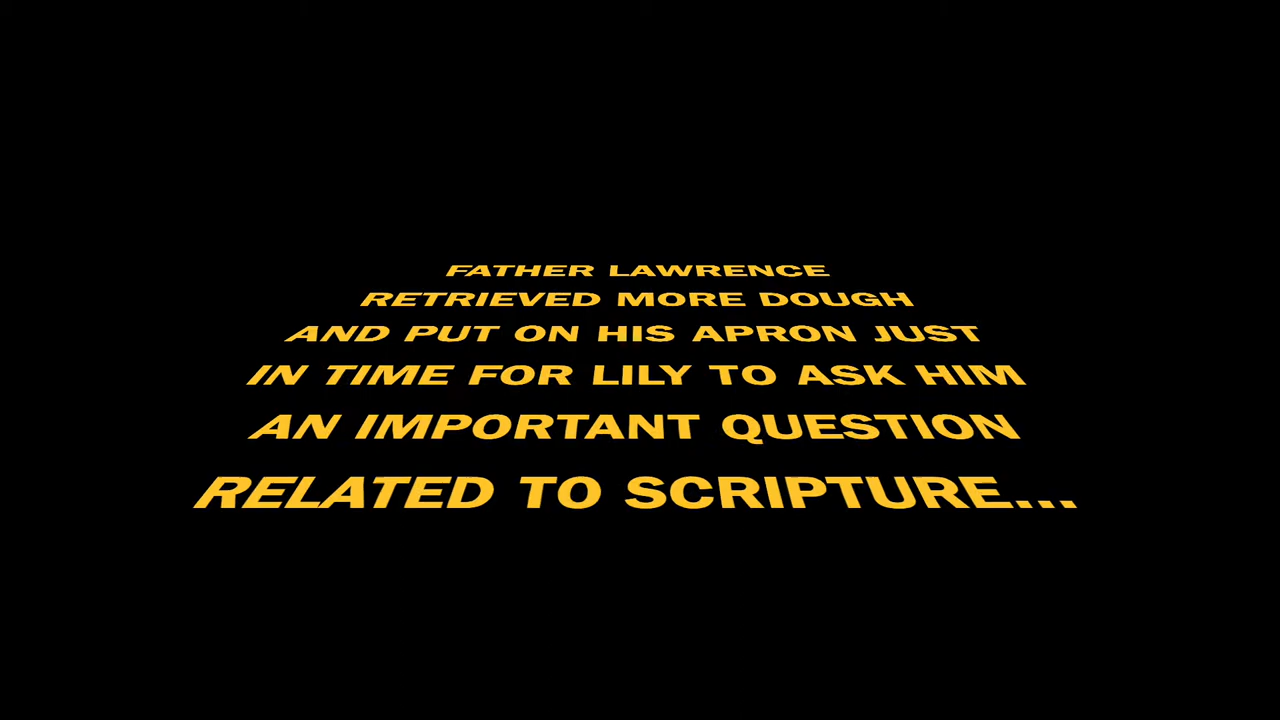 FATHER LAWRENCE
RETRIEVED MORE DOUGH
AND PUT ON HIS APRON JUST
IN TIME FOR LILY TO ASK HIM
AN IMPORTANT QUESTION
RELATED TO SCRIPTURE...